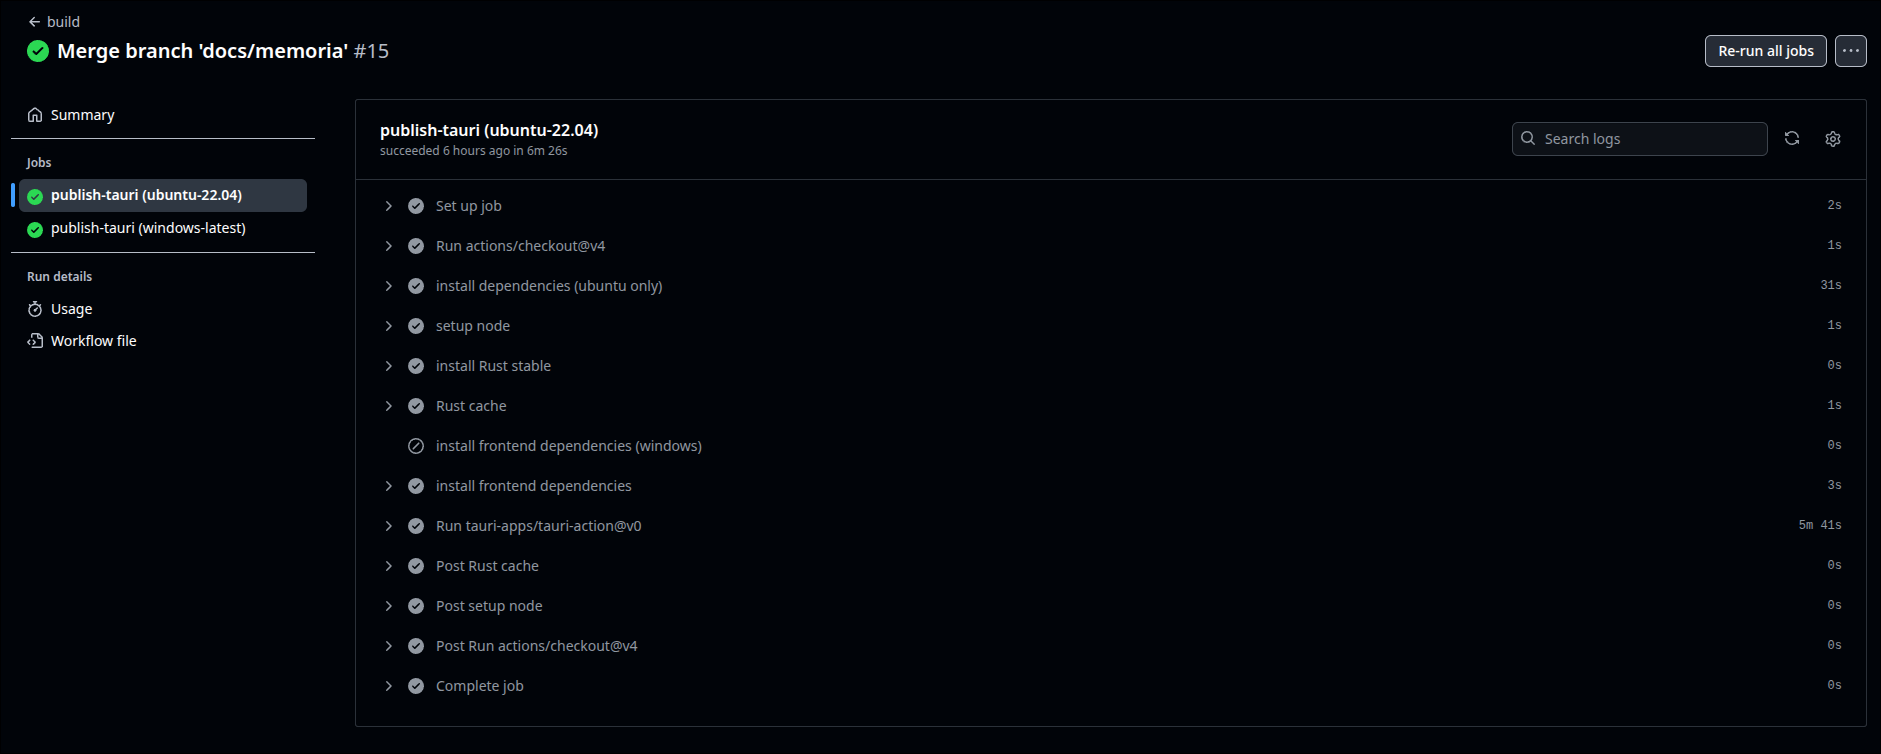 build
Merge branch 'docs/memoria' #15
Re-run all jobs
Summary
Jobs
publish-tauri (ubuntu-22.04)
publish-tauri (windows-latest)
Run details
Usage
Workflow file
publish-tauri (ubuntu-22.04)
succeeded 6 hours ago in 6m 26s
Search logs
Set up job 2s
Run actions/checkout@v4 1s
install dependencies (ubuntu only) 31s
setup node 1s
install Rust stable 0s
Rust cache 1s
install frontend dependencies (windows) 0s
install frontend dependencies 3s
Run tauri-apps/tauri-action@v0 5m 41s
Post Rust cache 0s
Post setup node 0s
Post Run actions/checkout@v4 0s
Complete job 0s